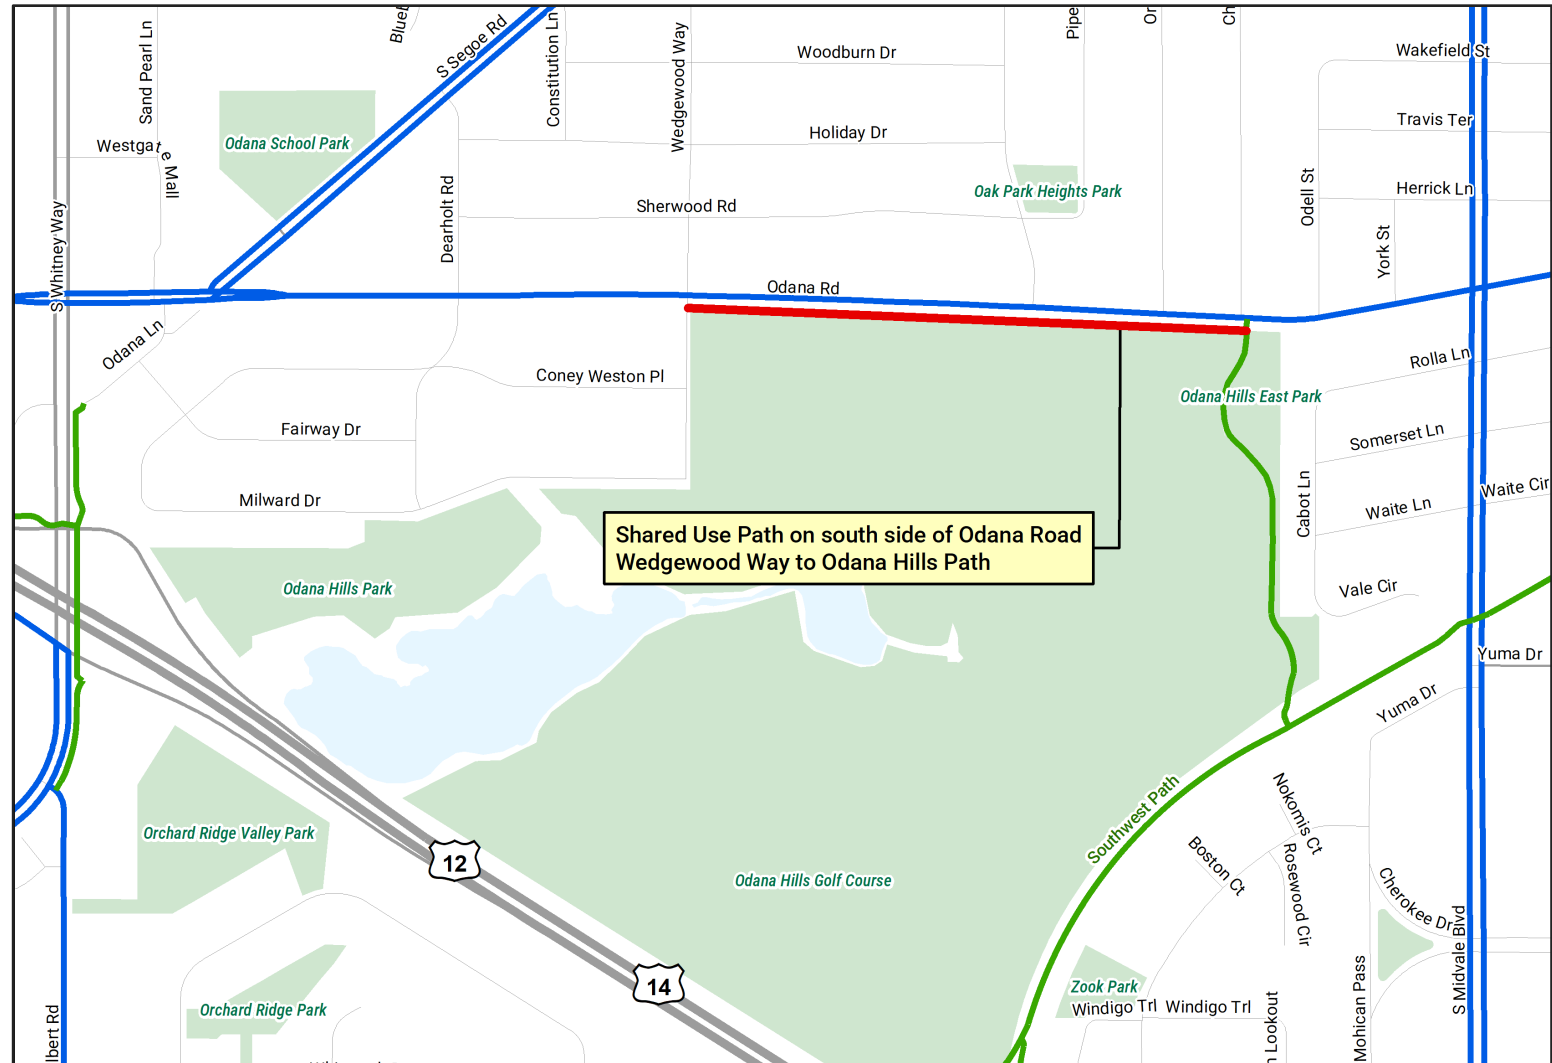 Sand Pearl Ln
S Segoe Rd
Constitution Ln
Wedgewood Way
Woodburn Dr
Pipe
Or
Ch
Wakefield St
Travis Ter
Westgate Mall
Odana School Park
Holiday Dr
Oak Park Heights Park
Herrick Ln
Odell St
York St
Dearholt Rd
Sherwood Rd
S Whitney Way
Odana Rd
Odana Ln
Coney Weston Pl
Rolla Ln
Odana Hills East Park
Fairway Dr
Somerset Ln
Milward Dr
Cabot Ln
Waite Ln
Waite Cir
Shared Use Path on south side of Odana Road
Wedgewood Way to Odana Hills Path
Odana Hills Park
Vale Cir
Yuma Dr
Yuma Dr
Southwest Path
Nokomis Ct
Orchard Ridge Valley Park
12
Boston Ct
Rosewood Cir
Cherokee Dr
Odana Hills Golf Course
S Midvale Blvd
14
Zook Park
Orchard Ridge Park
Windigo Trl
Windigo Trl
lbert Rd
n Lookout
Mohican Pass